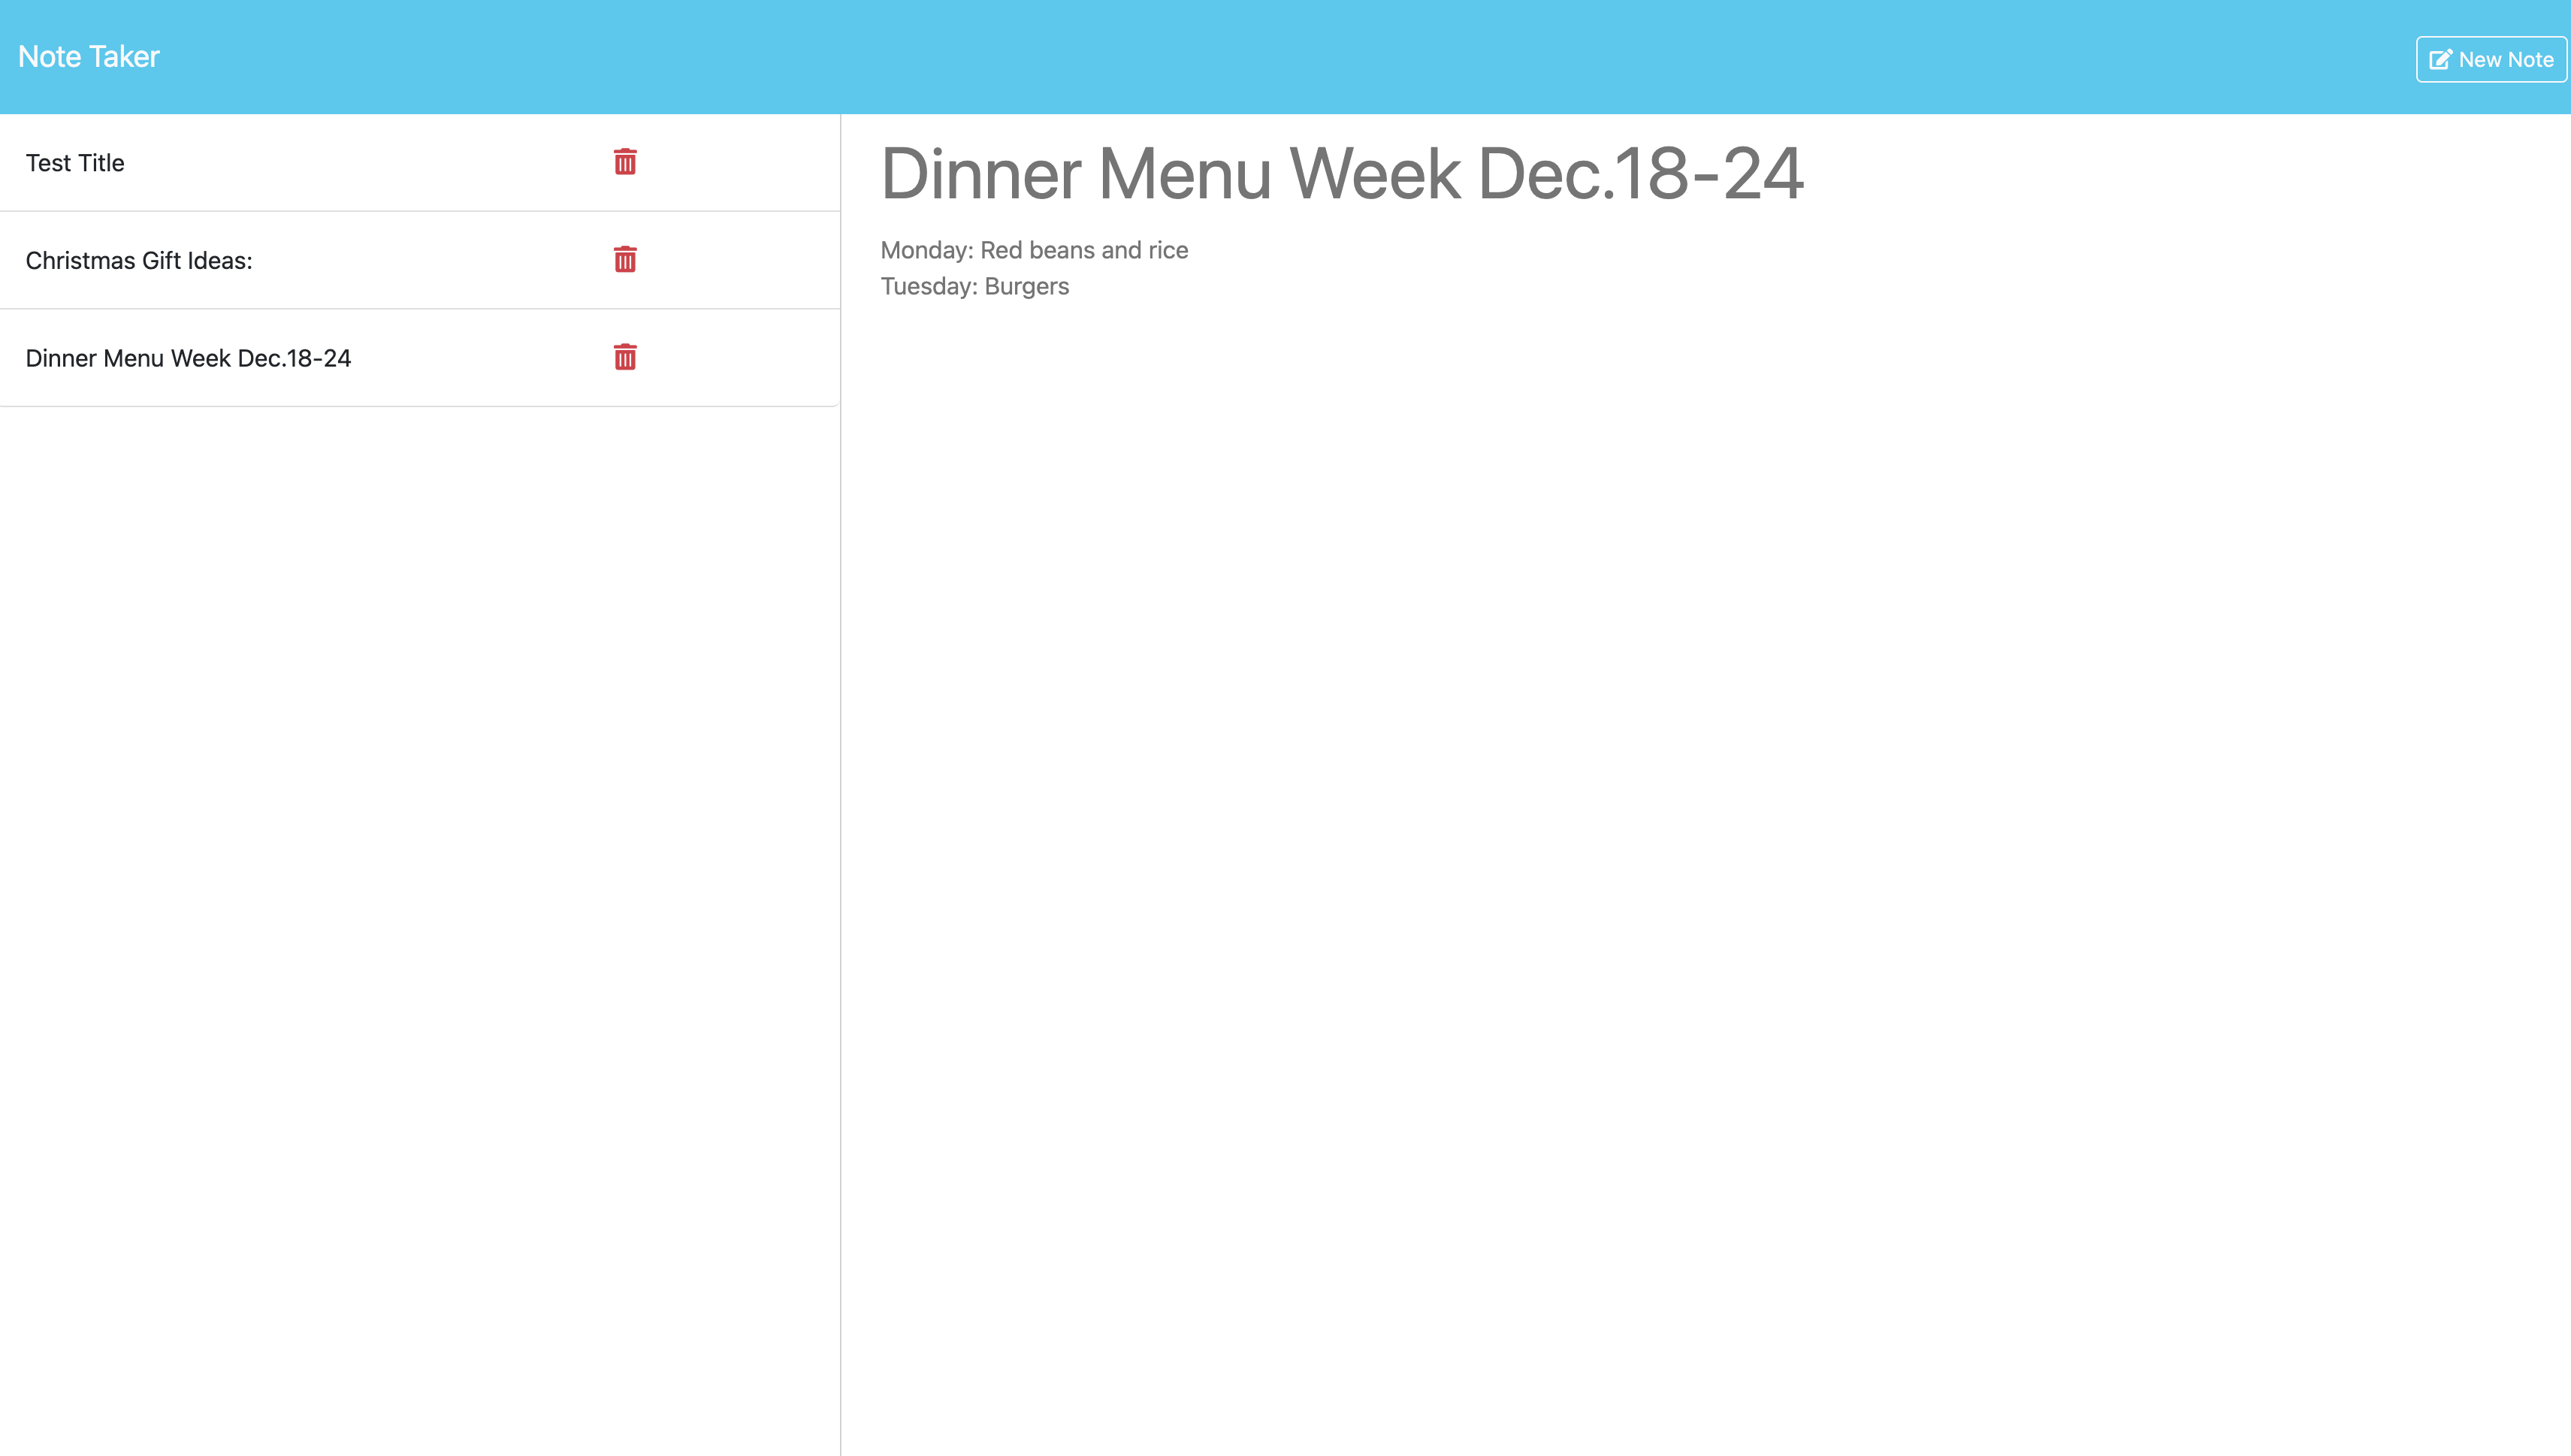 Note Taker
New Note
Test Title
Christmas Gift Ideas:
Dinner Menu Week Dec.18-24
Dinner Menu Week Dec.18-24
Monday: Red beans and rice
Tuesday: Burgers